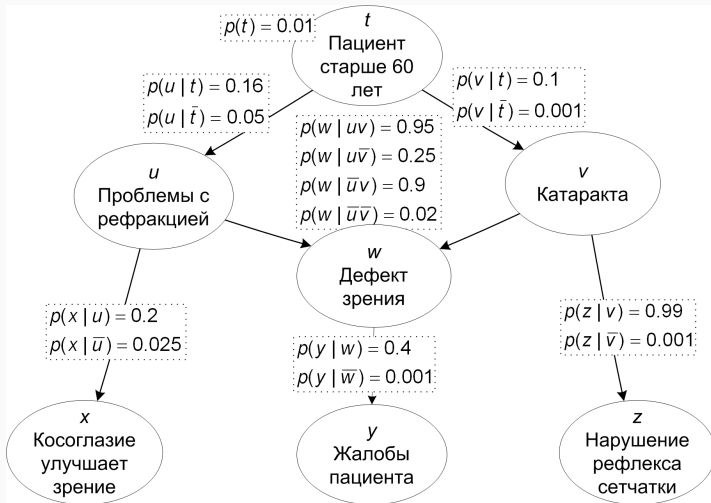 p(t) = 0.01
t
Пациент
старше 60
лет
p(u | t) = 0.16
p(u | t̄) = 0.05
p(v | t) = 0.1
p(v | t̄) = 0.001
p(w | uv) = 0.95
p(w | uv̄) = 0.25
p(w | ūv) = 0.9
p(w | ūv̄) = 0.02
u
Проблемы с
рефракцией
v
Катаракта
w
Дефект
зрения
p(x | u) = 0.2
p(x | ū) = 0.025
p(y | w) = 0.4
p(y | w̄) = 0.001
p(z | v) = 0.99
p(z | v̄) = 0.001
x
Косоглазие
улучшает
зрение
y
Жалобы
пациента
z
Нарушение
рефлекса
сетчатки